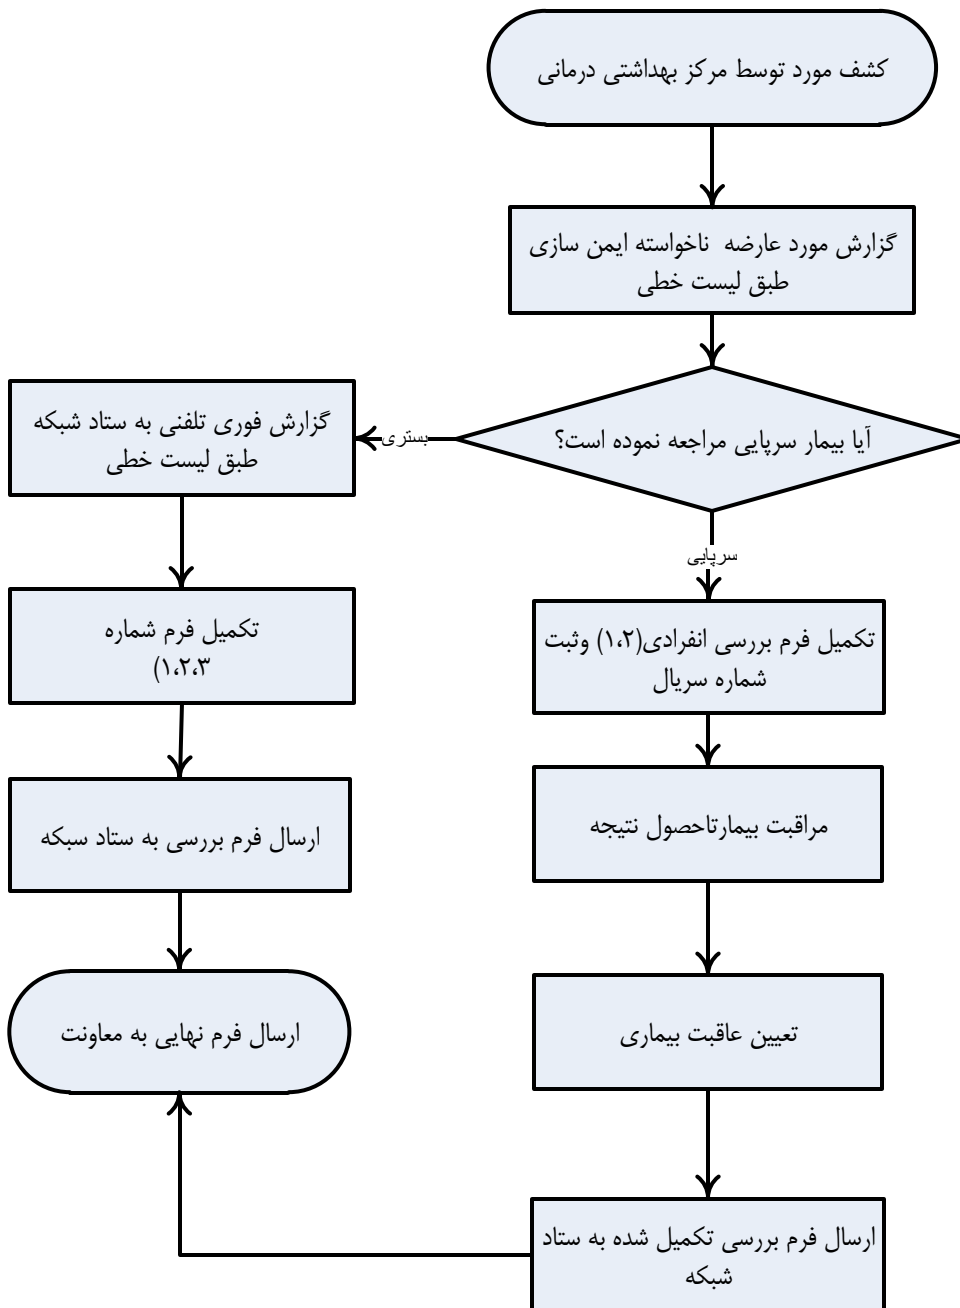 کشف مورد توسط مرکز بهداشتی درمانی
گزارش مورد عارضه ناخواسته ایمن سازی
طبق لیست خطی
آیا بیمار سرپایی مراجعه نموده است؟
بستری
گزارش فوری تلفنی به ستاد شبکه
طبق لیست خطی
تکمیل فرم شماره
۱،۲،۳)
ارسال فرم بررسی به ستاد سبکه
ارسال فرم نهایی به معاونت
سرپایی
تکمیل فرم بررسی انفرادی(۱،۲) وثبت
شماره سریال
مراقبت بیمارتاحصول نتیجه
تعیین عاقبت بیماری
ارسال فرم بررسی تکمیل شده به ستاد
شبکه